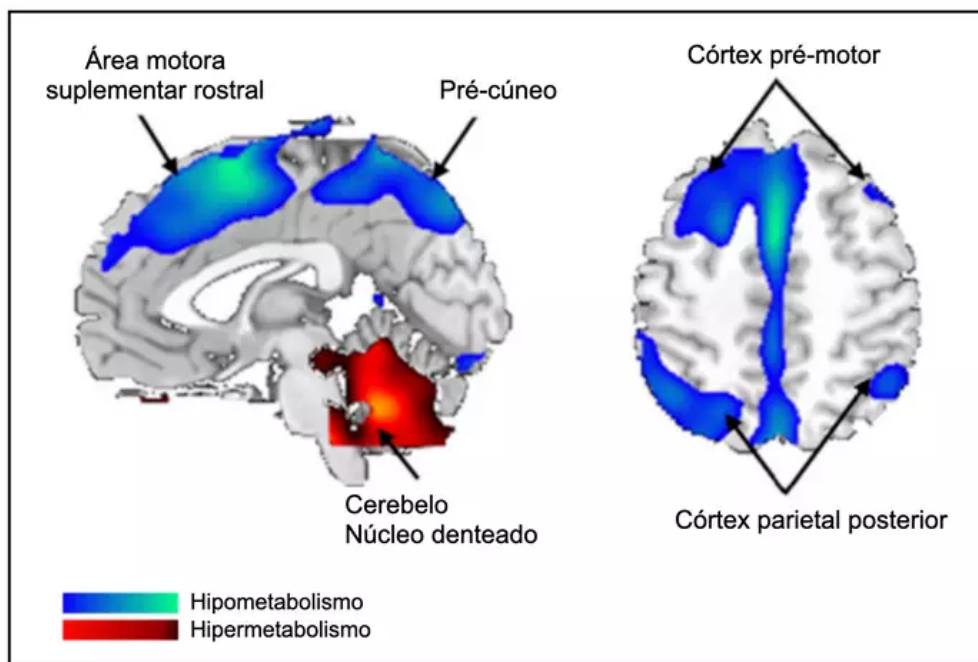 Área motora
suplementar rostral
Pré-cúneo
Córtex pré-motor
Cerebelo
Núcleo denteado
Córtex parietal posterior
Hipometabolismo
Hipermetabolismo